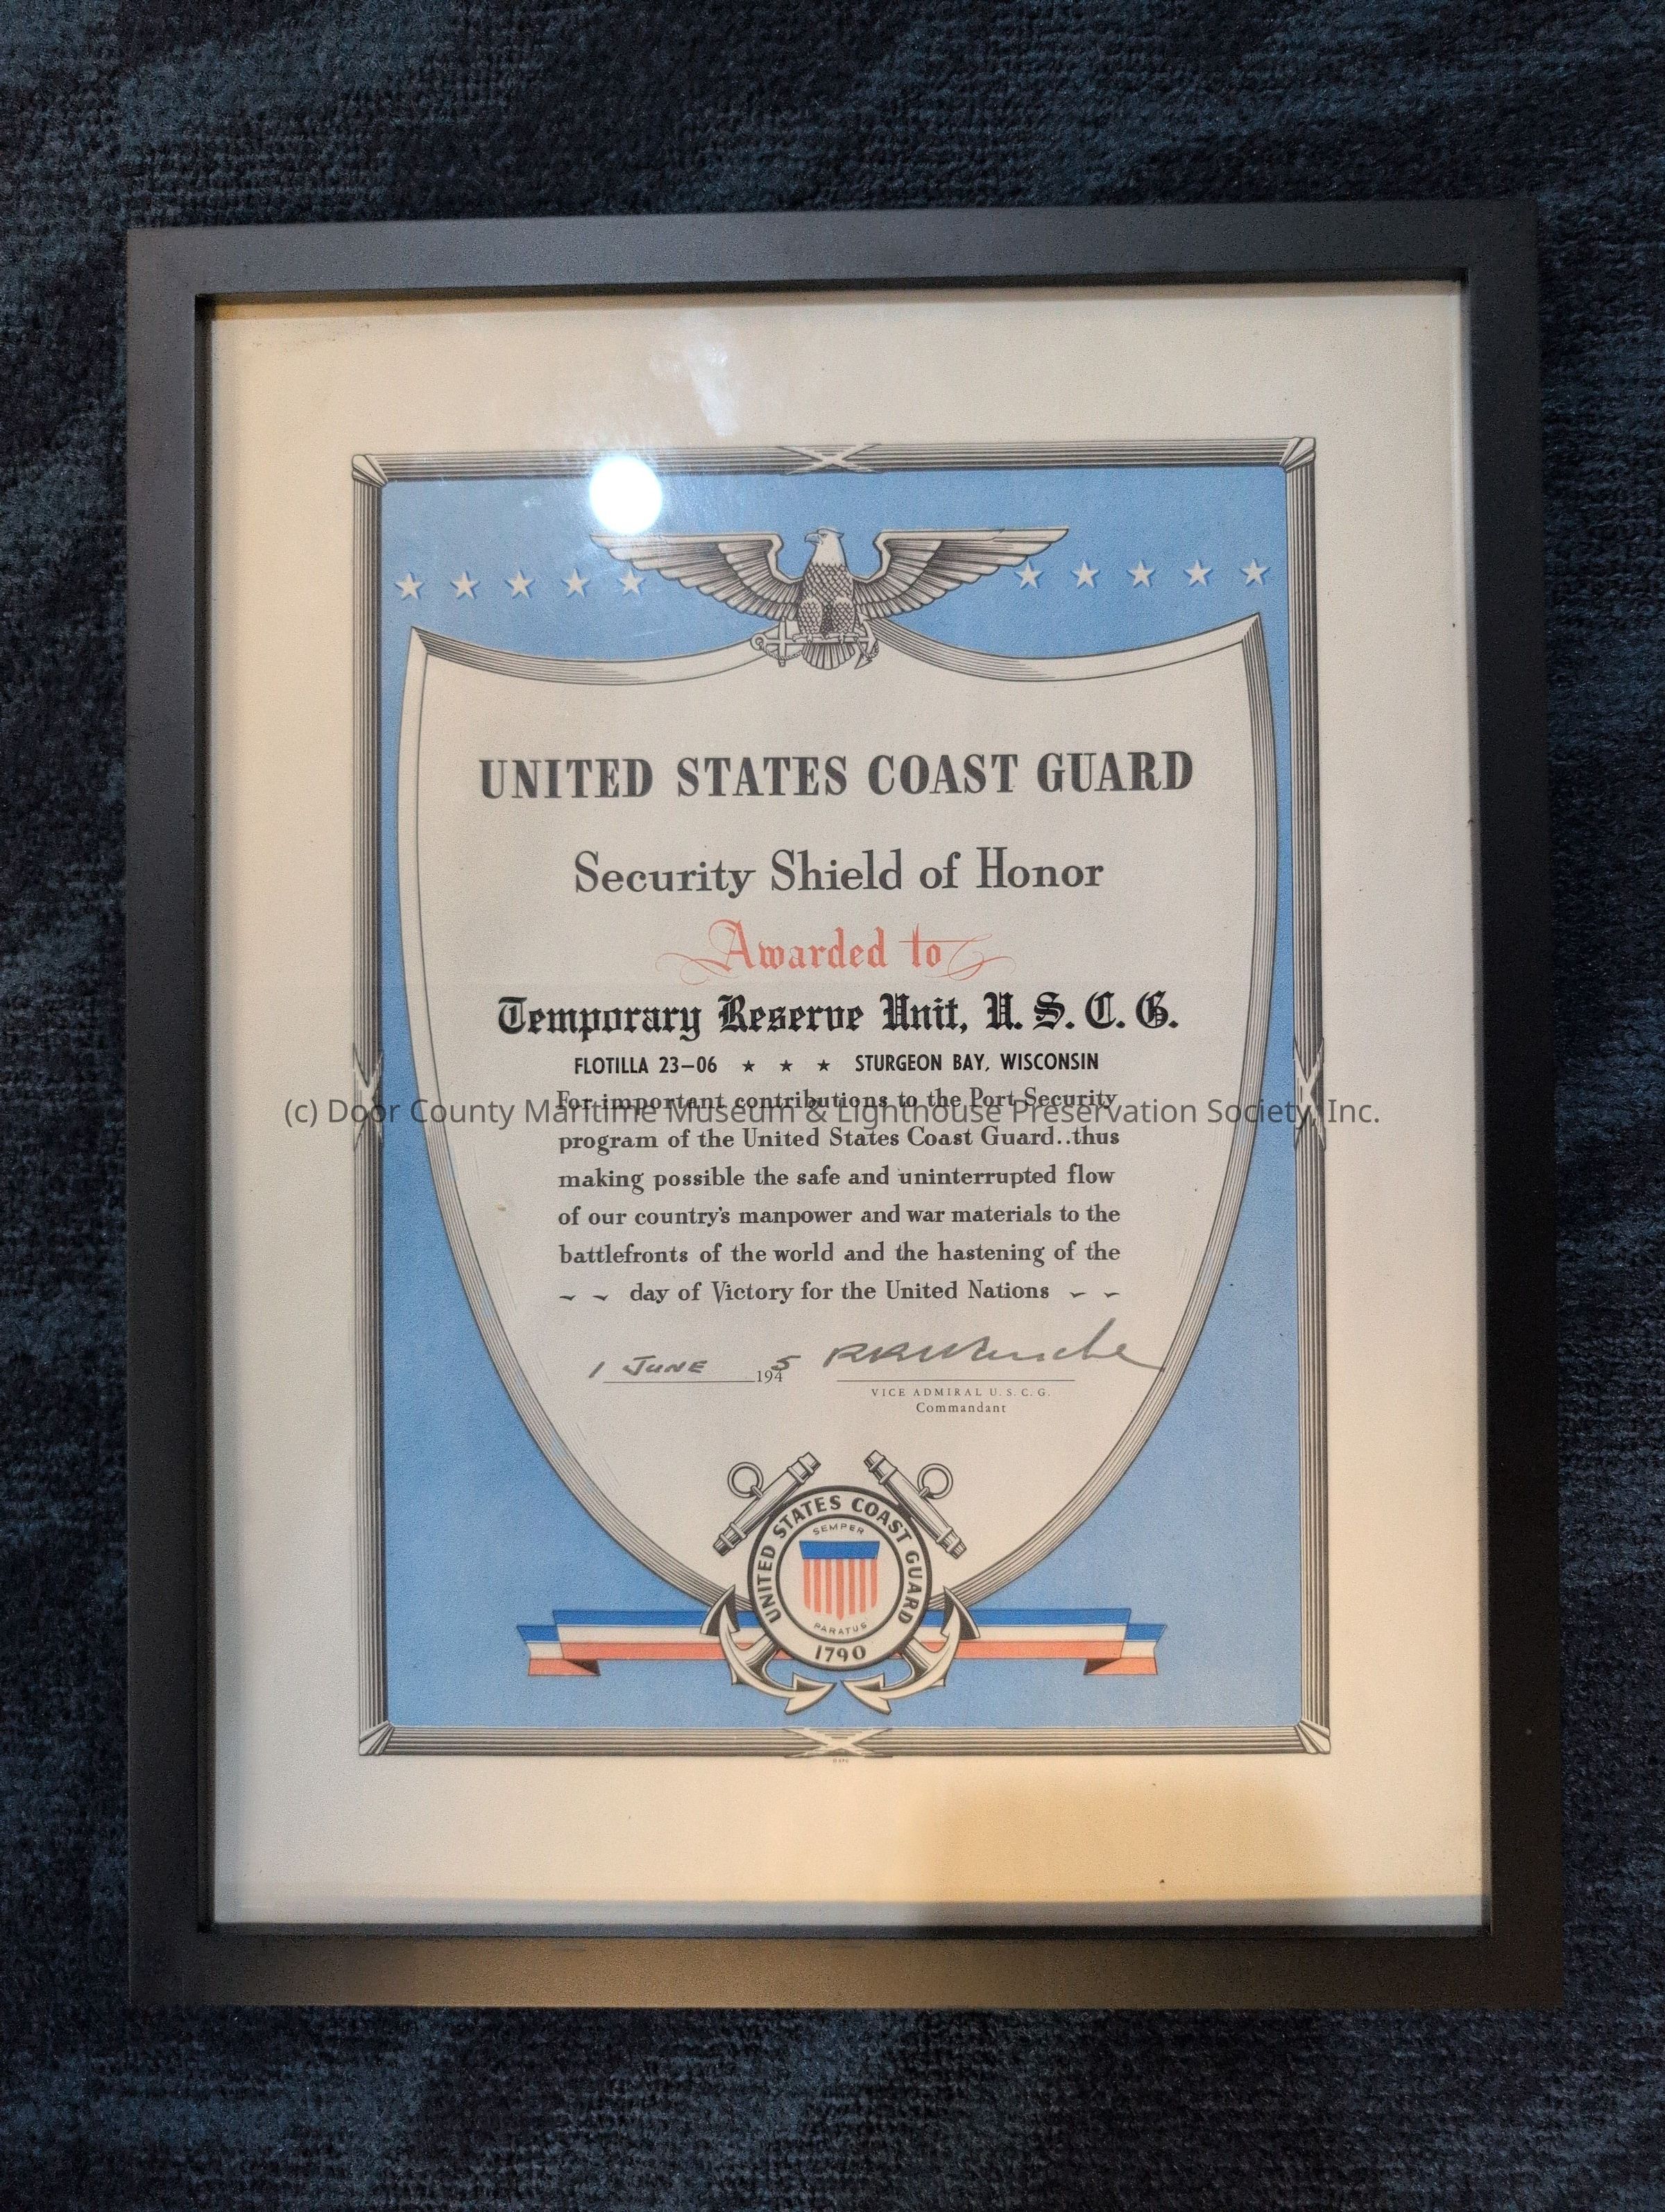 UNITED STATES COAST GUARD
Security Shield of Honor
Awarded to
Temporary Reserve Unit, U. S. C. G.
FLOTILLA 23-06 ★ ★ ★ STURGEON BAY, WISCONSIN
For important contributions to the Port Security
(c) Door County Maritime Museum & Lighthouse Preservation Society, Inc.
program of the United States Coast Guard..thus
making possible the safe and uninterrupted flow
of our country's manpower and war materials to the
battlefronts of the world and the hastening of the
~ ~ day of Victory for the United Nations ~ ~
1 JUNE 1945
VICE ADMIRAL U.S.C.G.
Commandant
UNITED STATES COAST GUARD
SEMPER
PARATUS
1790